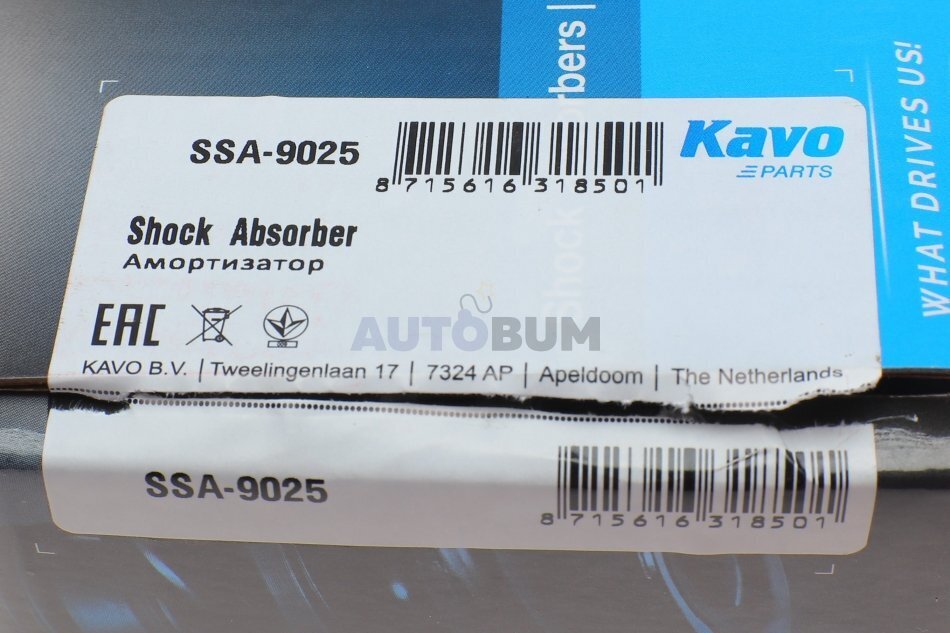 Shock
rbers |
WHAT DRIVES US!
SSA-9025
8 715616 318501
Kavo
PARTS
Shock Absorber
Амортизатор
EAC
AUTOBUM
KAVO B.V. | Tweelingenlaan 17 | 7324 AP | Apeldoorn | The Netherlands
SSA-9025
8 715616 318501